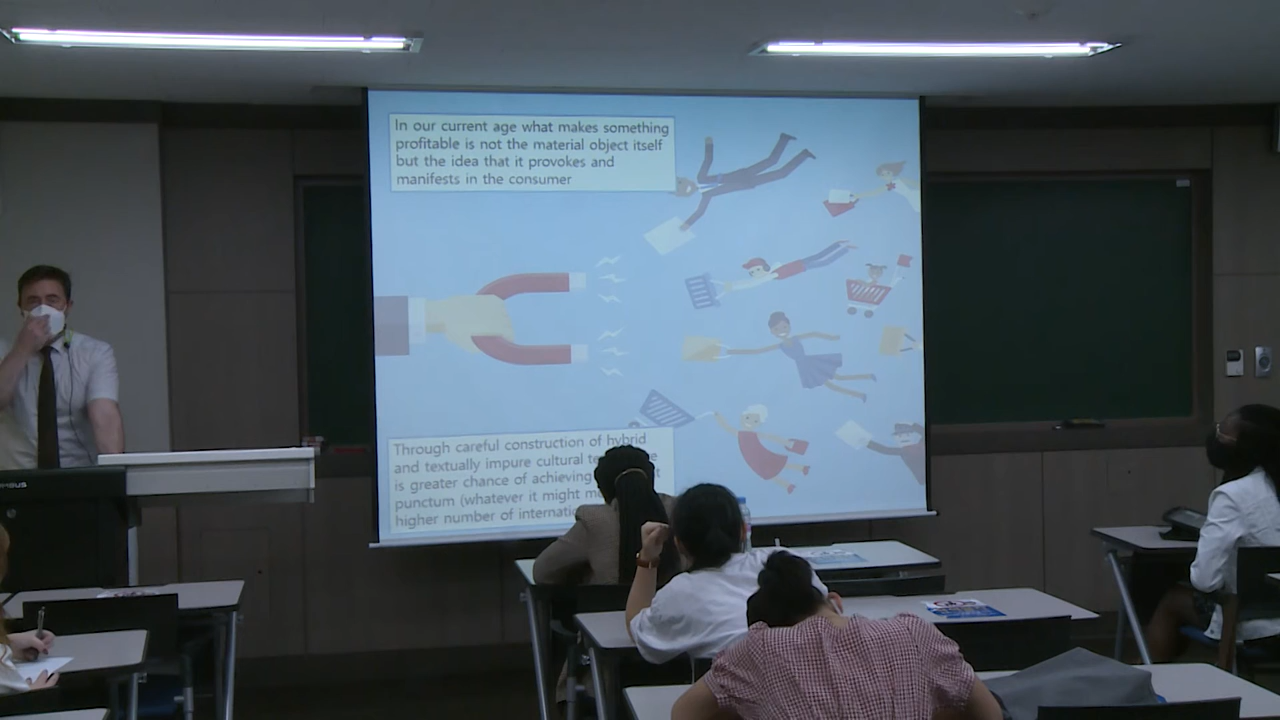 In our current age what makes something
profitable is not the material object itself
but the idea that it provokes and
manifests in the consumer
Through careful construction of hybrid
and textually impure cultural
is greater chance of achieving
punctum (whatever it might
higher number of